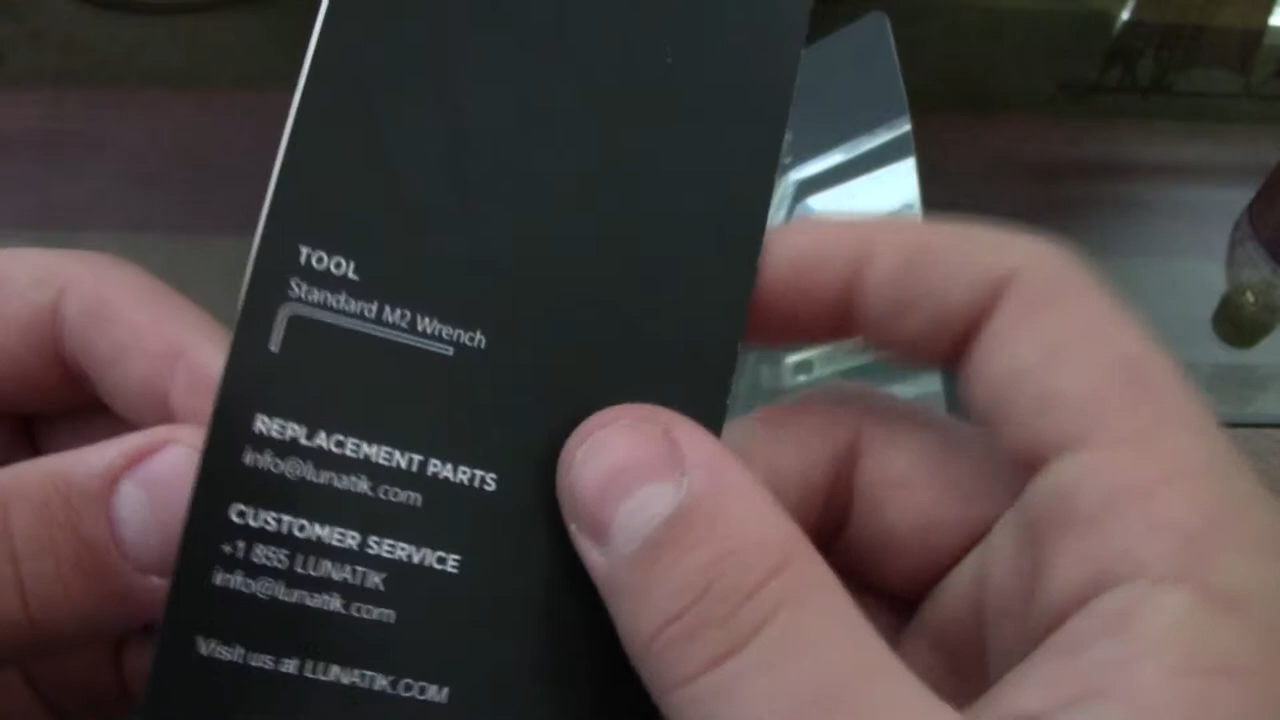 TOOL
Standard M2 Wrench
REPLACEMENT PARTS
info@lunatik.com
CUSTOMER SERVICE
+1 855 LUNATIK
info@lunatik.com
Visit us at LUNATIK.COM